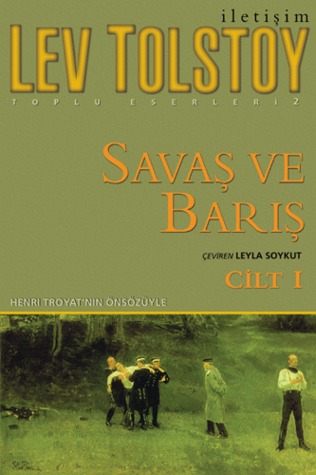 iletişim
LEV TOLSTOY
TOPLU ESERLERİ 2
SAVAŞ VE
BARIŞ
ÇEVİREN LEYLA SOYKUT
CİLT I
HENRI TROYAT'NIN ÖNSÖZÜYLE